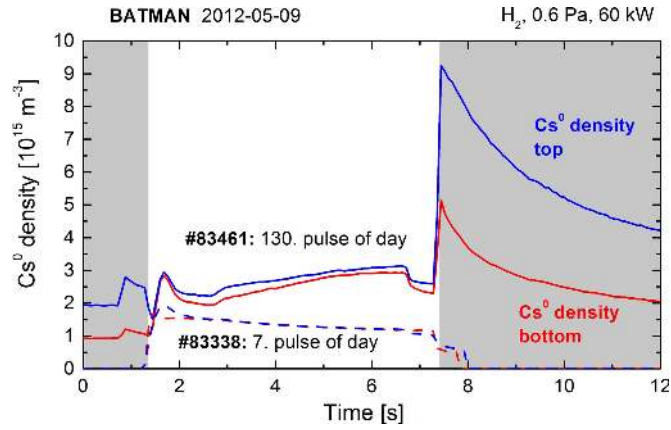 BATMAN 2012-05-09
H₂, 0.6 Pa, 60 kW
10
9
8
7
6
5
4
3
2
1
0
Cs⁰ density [10¹⁵ m⁻³]
Cs⁰ density
top
#83461: 130. pulse of day
#83338: 7. pulse of day
Cs⁰ density
bottom
0 2 4 6 8 10 12
Time [s]